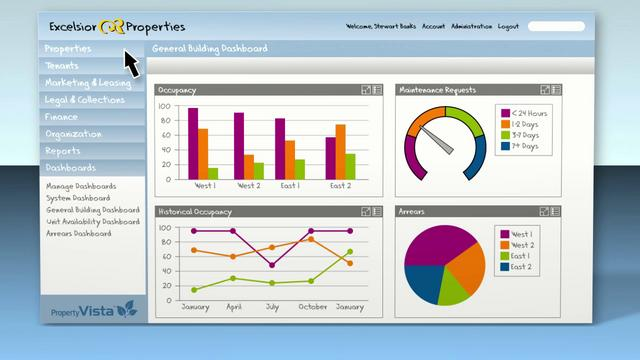 Excelsior Properties
Welcome, Stewart Banks Account Administration Logout
Properties
Tenants
Marketing & Leasing
Legal & Collections
Finance
Organization
Reports
Dashboards
Manage Dashboards
System Dashboard
General Building Dashboard
Unit Availability Dashboard
Arrears Dashboard
PropertyVista
General Building Dashboard
Occupancy
100
80
60
40
20
0
West 1 West 2 East 1 East 2
Maintenance Requests
< 24 Hours
1-2 Days
3-7 Days
7+ Days
Historical Occupancy
100
80
60
40
20
0
January April July October January
Arrears
West 1
West 2
East 1
East 2